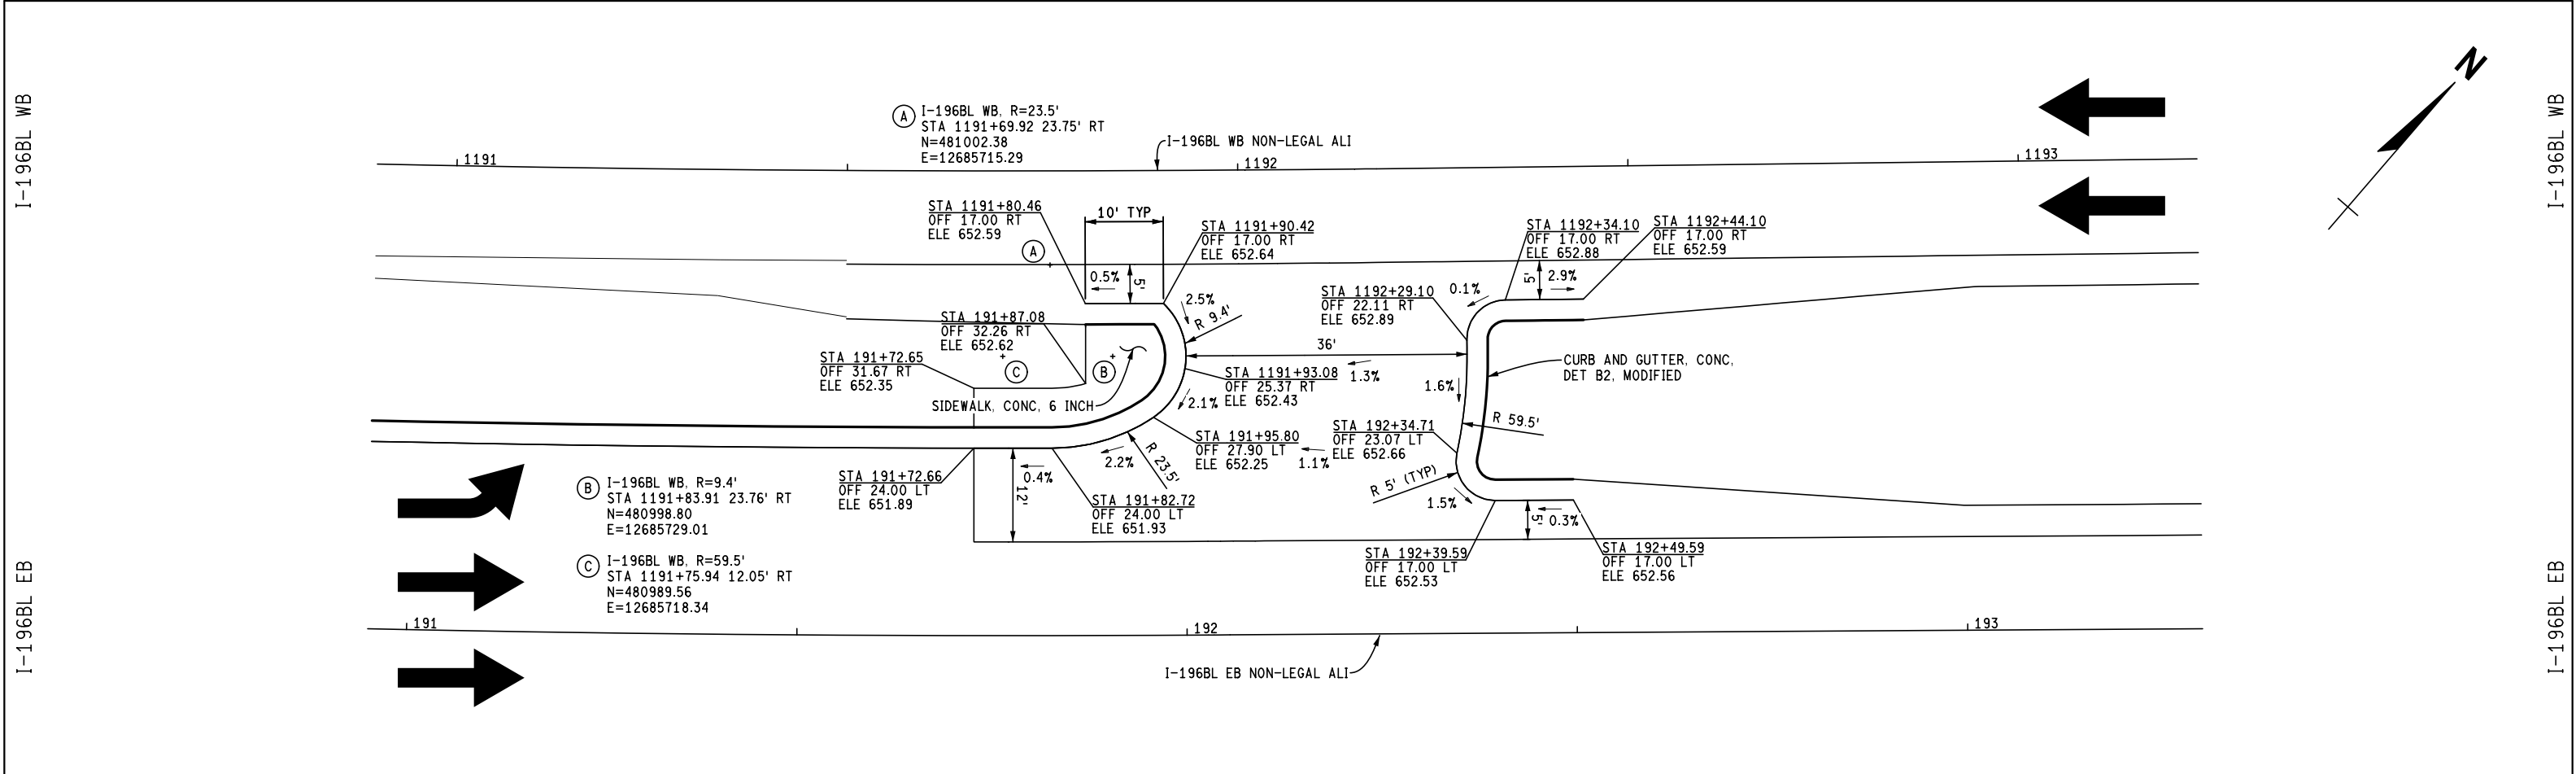 I-196BL WB
I-196BL EB
A
I-196BL WB, R=23.5'
STA 1191+69.92 23.75' RT
N=481002.38
E=12685715.29
I-196BL WB NON-LEGAL ALI
1191
1192
1193
N
I-196BL WB
I-196BL EB
STA 1191+80.46
OFF 17.00 RT
ELE 652.59
10' TYP
STA 1191+90.42
OFF 17.00 RT
ELE 652.64
A
0.5%
5'
2.5%
R 9.4'
STA 1192+34.10
OFF 17.00 RT
ELE 652.88
STA 1192+44.10
OFF 17.00 RT
ELE 652.59
5'
2.9%
0.1%
STA 1192+29.10
OFF 22.11 RT
ELE 652.89
STA 191+87.08
OFF 32.26 RT
ELE 652.62
STA 191+72.65
OFF 31.67 RT
ELE 652.35
C
B
36'
1.3%
STA 1191+93.08
OFF 25.37 RT
ELE 652.43
CURB AND GUTTER, CONC,
DET B2, MODIFIED
1.6%
SIDEWALK, CONC, 6 INCH
2.1%
R 59.5'
STA 191+95.80
OFF 27.90 LT
ELE 652.25
1.1%
STA 192+34.71
OFF 23.07 LT
ELE 652.66
2.2%
R 23.5'
R 5' (TYP)
1.5%
STA 191+72.66
OFF 24.00 LT
ELE 651.89
0.4%
12'
STA 191+82.72
OFF 24.00 LT
ELE 651.93
B
I-196BL WB, R=9.4'
STA 1191+83.91 23.76' RT
N=480998.80
E=12685729.01
C
I-196BL WB, R=59.5'
STA 1191+75.94 12.05' RT
N=480989.56
E=12685718.34
5'
0.3%
STA 192+39.59
OFF 17.00 LT
ELE 652.53
STA 192+49.59
OFF 17.00 LT
ELE 652.56
191
192
193
I-196BL EB NON-LEGAL ALI